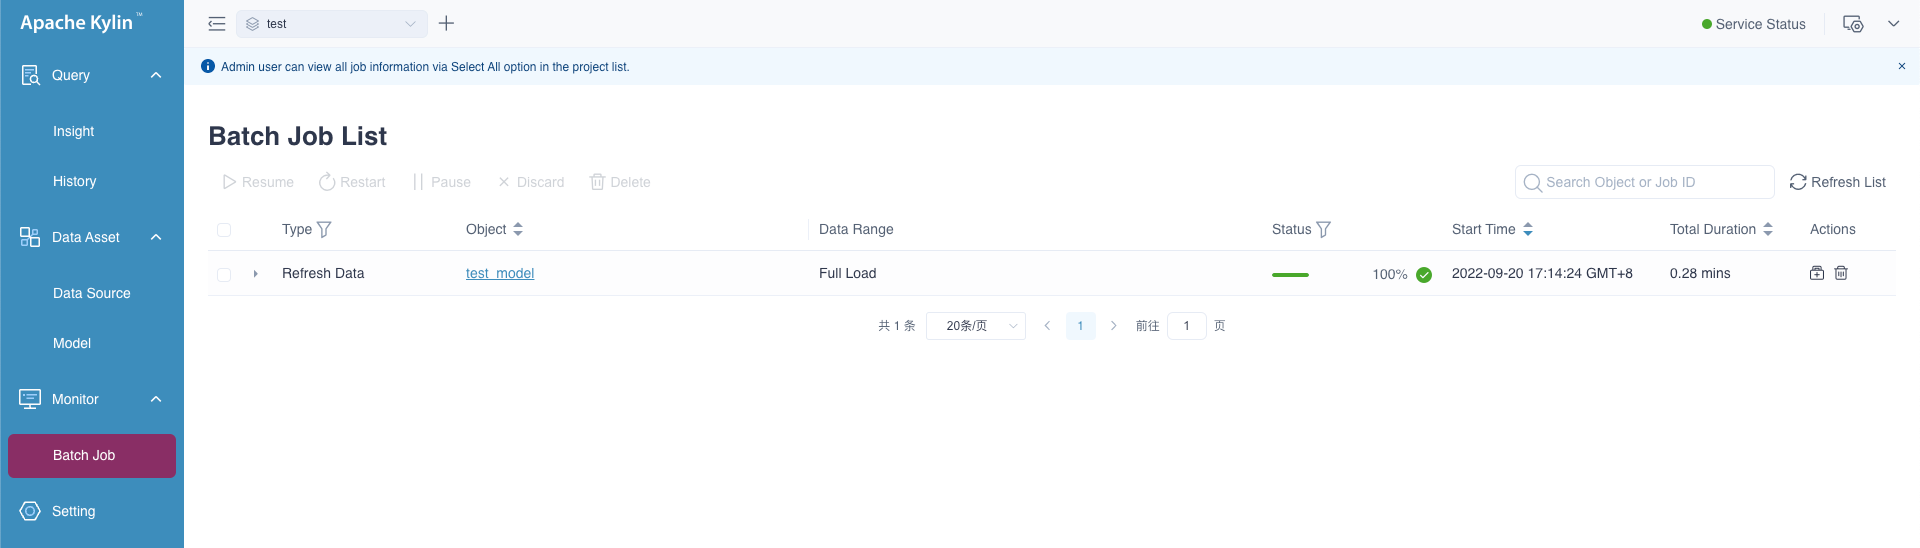 Apache Kylin™
test
Service Status
Admin user can view all job information via Select All option in the project list.
Query
Insight
History
Data Asset
Data Source
Model
Monitor
Batch Job
Setting
Batch Job List
Resume Restart Pause Discard Delete
Search Object or Job ID Refresh List
Type Object Data Range Status Start Time Total Duration Actions
Refresh Data test_model Full Load 100% 2022-09-20 17:14:24 GMT+8 0.28 mins
共 1 条 20条/页 1 前往 1 页